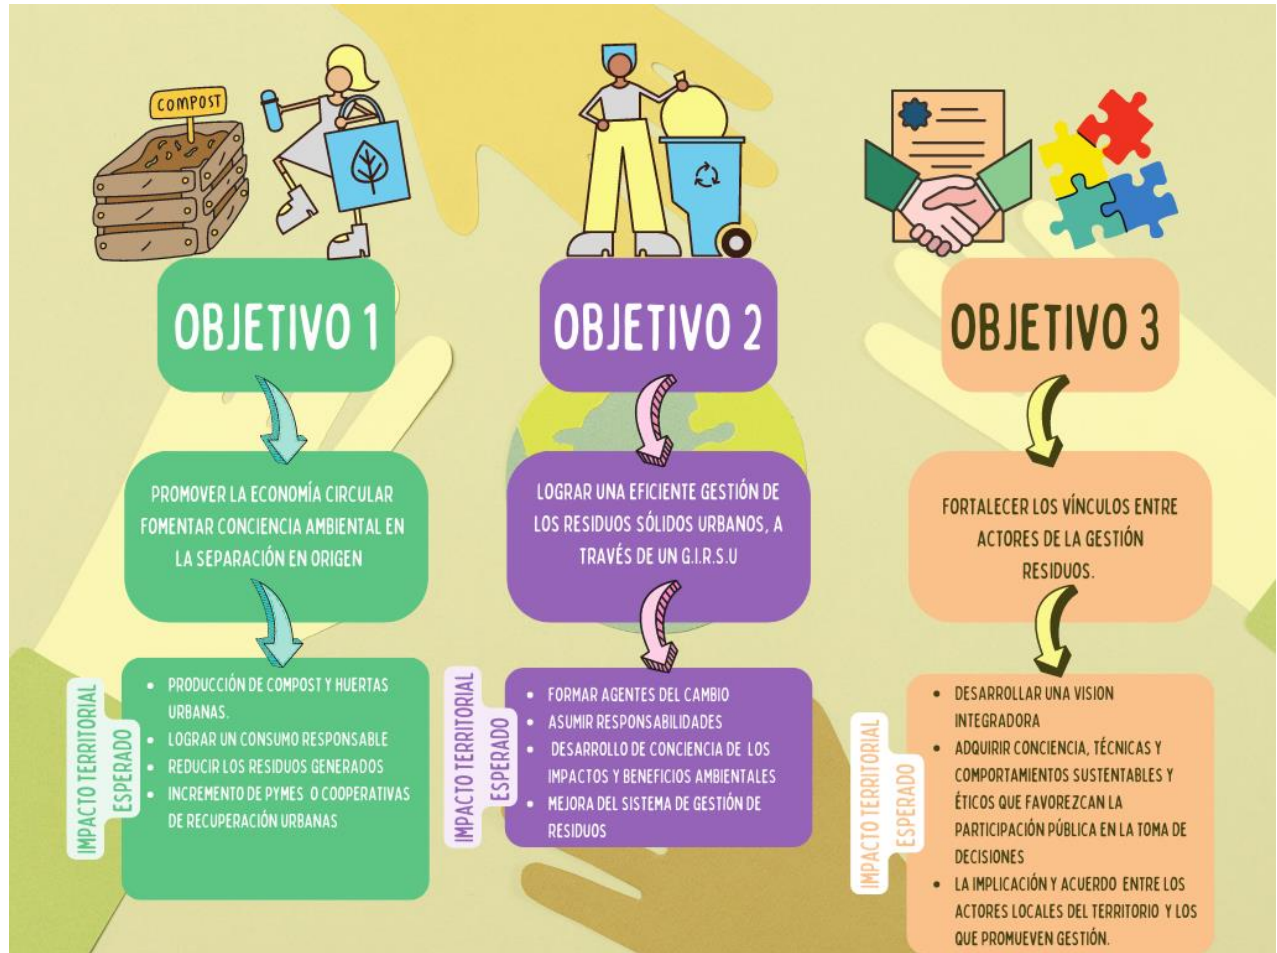 COMPOST
OBJETIVO 1
PROMOVER LA ECONOMÍA CIRCULAR
FOMENTAR CONCIENCIA AMBIENTAL EN
LA SEPARACIÓN EN ORIGEN
IMPACTO TERRITORIAL
ESPERADO
• PRODUCCIÓN DE COMPOST Y HUERTAS
URBANAS.
• LOGRAR UN CONSUMO RESPONSABLE
• REDUCIR LOS RESIDUOS GENERADOS
• INCREMENTO DE PYMES O COOPERATIVAS
DE RECUPERACIÓN URBANAS
OBJETIVO 2
LOGRAR UNA EFICIENTE GESTIÓN DE
LOS RESIDUOS SÓLIDOS URBANOS, A
TRAVÉS DE UN G.I.R.S.U
IMPACTO TERRITORIAL
ESPERADO
• FORMAR AGENTES DEL CAMBIO
• ASUMIR RESPONSABILIDADES
• DESARROLLO DE CONCIENCIA DE LOS
IMPACTOS Y BENEFICIOS AMBIENTALES
• MEJORA DEL SISTEMA DE GESTIÓN DE
RESIDUOS
OBJETIVO 3
FORTALECER LOS VÍNCULOS ENTRE
ACTORES DE LA GESTIÓN
RESIDUOS.
IMPACTO TERRITORIAL
ESPERADO
• DESARROLLAR UNA VISION
INTEGRADORA
• ADQUIRIR CONCIENCIA, TÉCNICAS Y
COMPORTAMIENTOS SUSTENTABLES Y
ÉTICOS QUE FAVOREZCAN LA
PARTICIPACIÓN PÚBLICA EN LA TOMA DE
DECISIONES
• LA IMPLICACIÓN Y ACUERDO ENTRE LOS
ACTORES LOCALES DEL TERRITORIO Y LOS
QUE PROMUEVEN GESTIÓN.